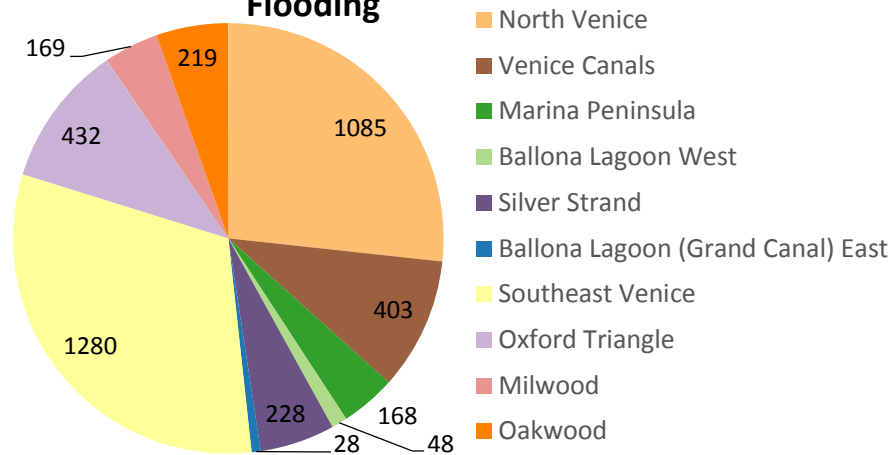 Flooding
169
219
1085
432
403
1280
228
168
28
48
North Venice
Venice Canals
Marina Peninsula
Ballona Lagoon West
Silver Strand
Ballona Lagoon (Grand Canal) East
Southeast Venice
Oxford Triangle
Milwood
Oakwood